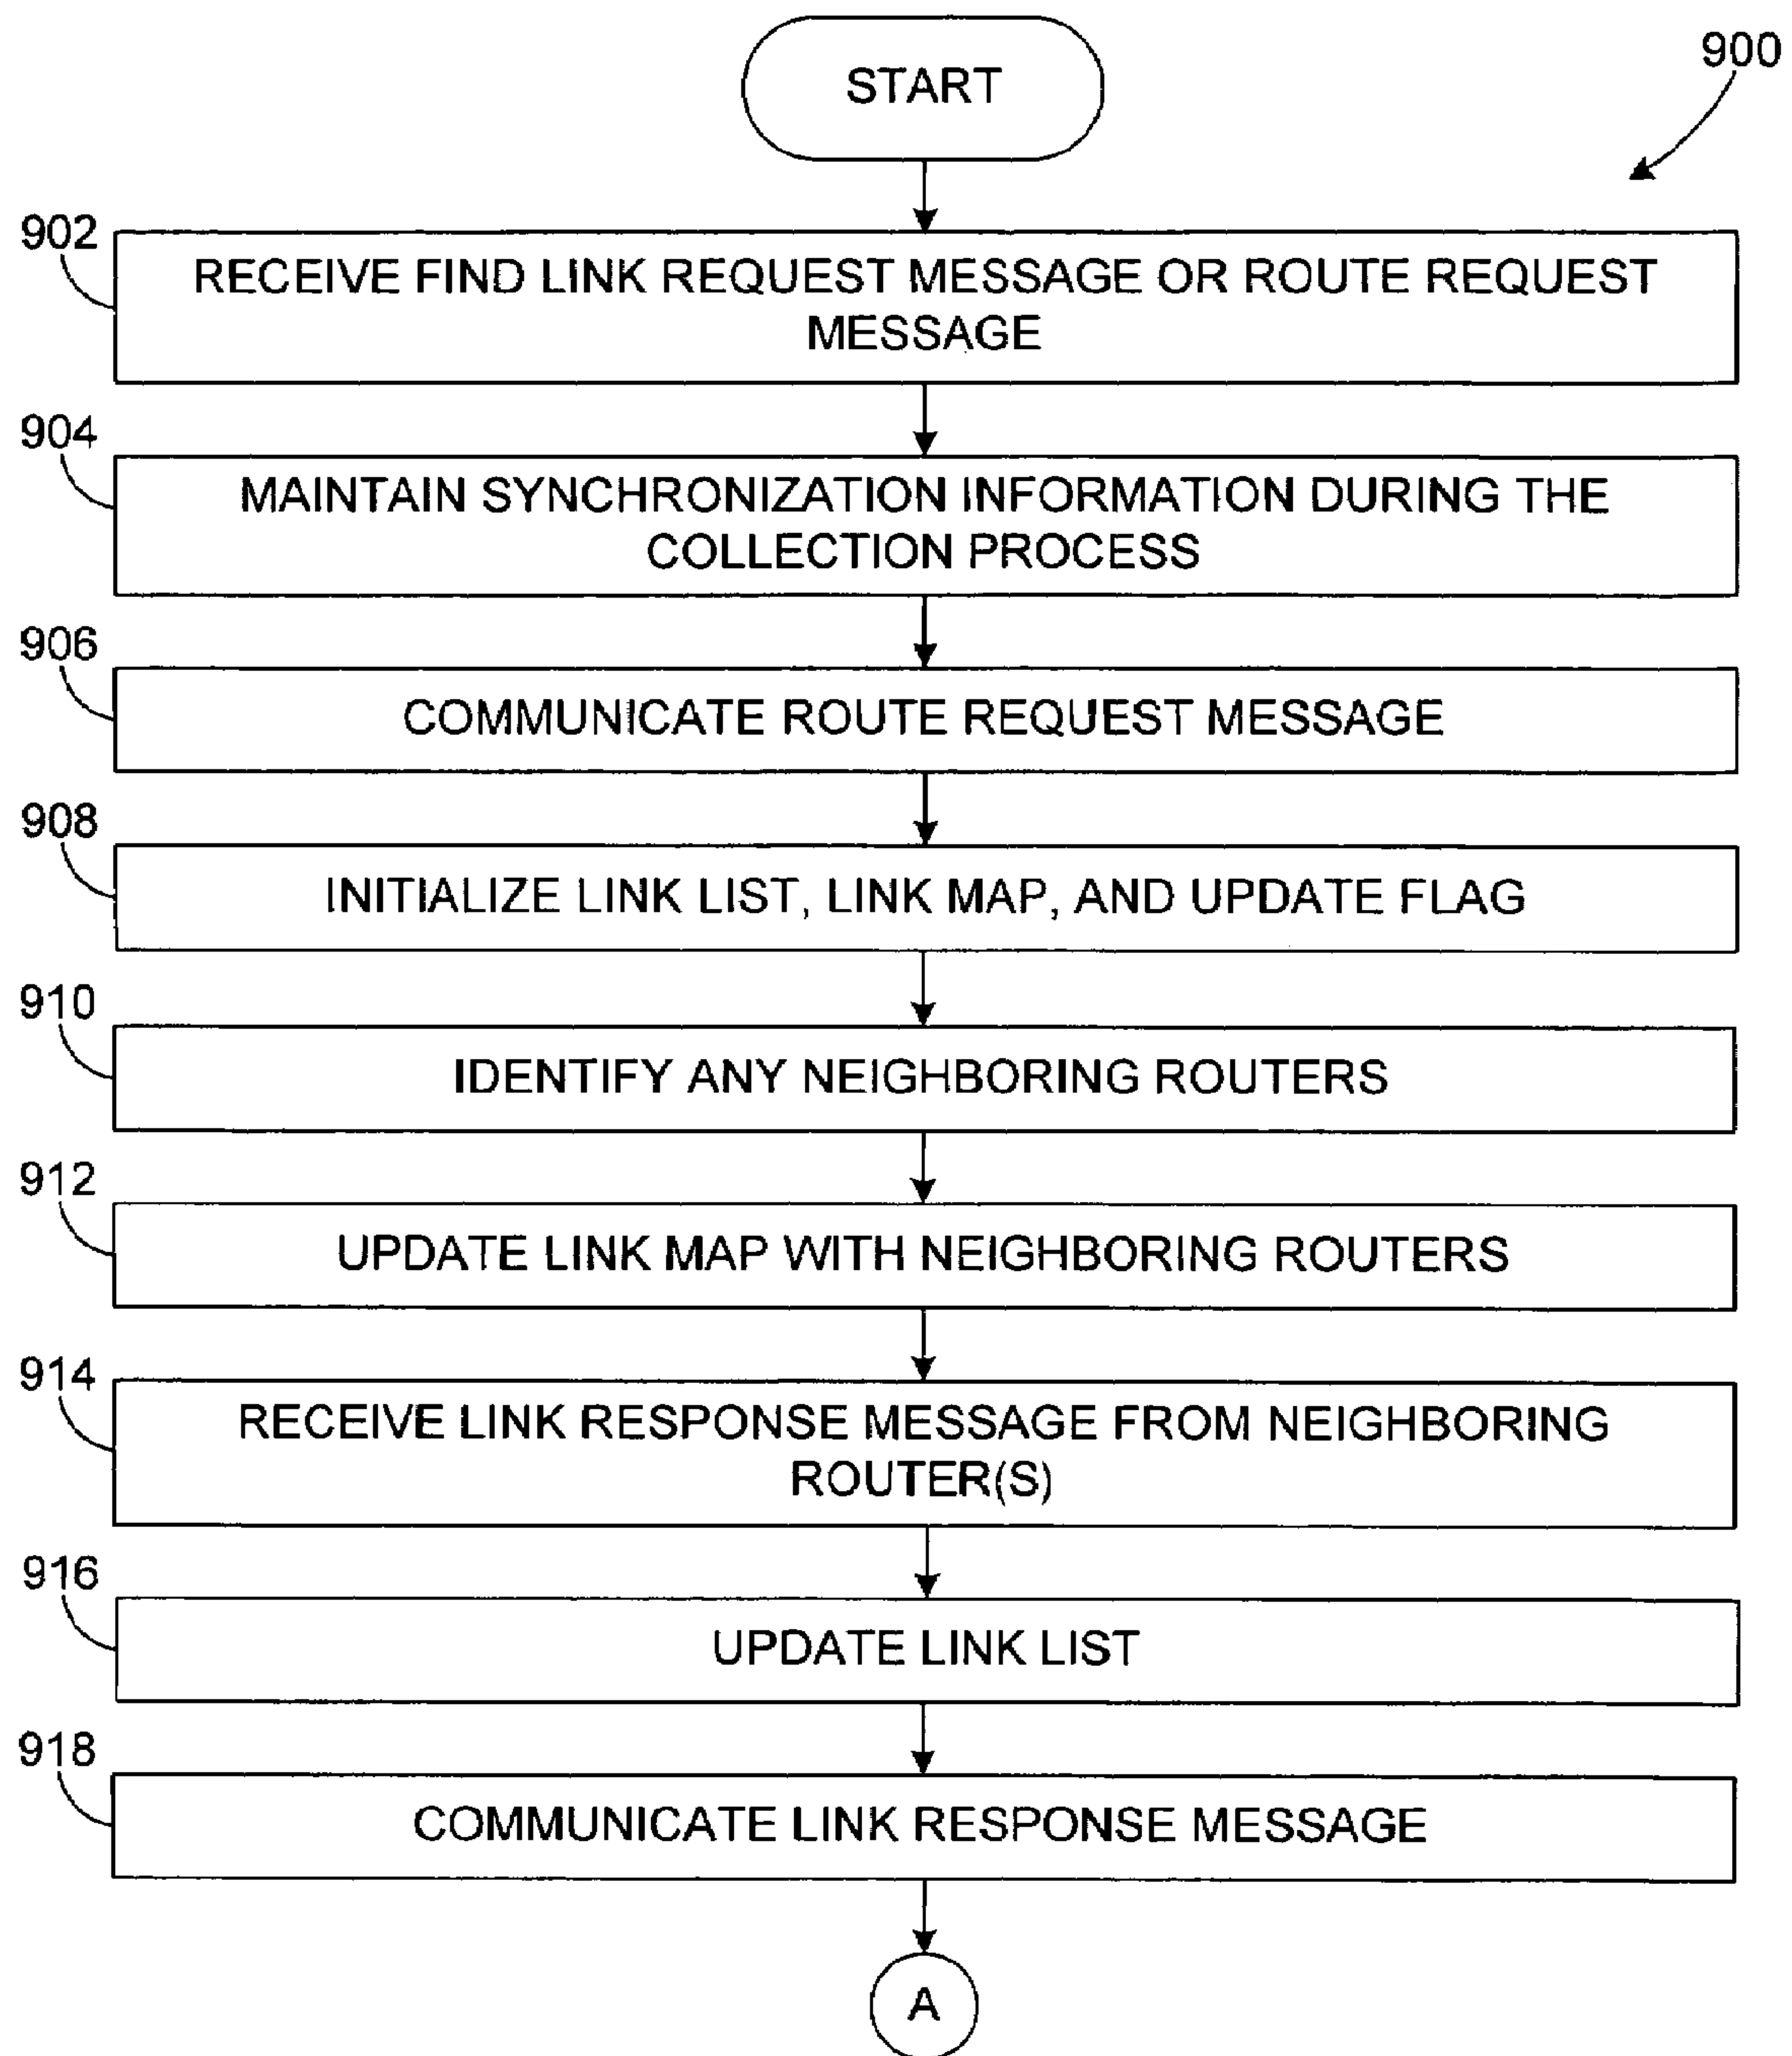 START
900
902
RECEIVE FIND LINK REQUEST MESSAGE OR ROUTE REQUEST
MESSAGE
904
MAINTAIN SYNCHRONIZATION INFORMATION DURING THE
COLLECTION PROCESS
906
COMMUNICATE ROUTE REQUEST MESSAGE
908
INITIALIZE LINK LIST, LINK MAP, AND UPDATE FLAG
910
IDENTIFY ANY NEIGHBORING ROUTERS
912
UPDATE LINK MAP WITH NEIGHBORING ROUTERS
914
RECEIVE LINK RESPONSE MESSAGE FROM NEIGHBORING
ROUTER(S)
916
UPDATE LINK LIST
918
COMMUNICATE LINK RESPONSE MESSAGE
A